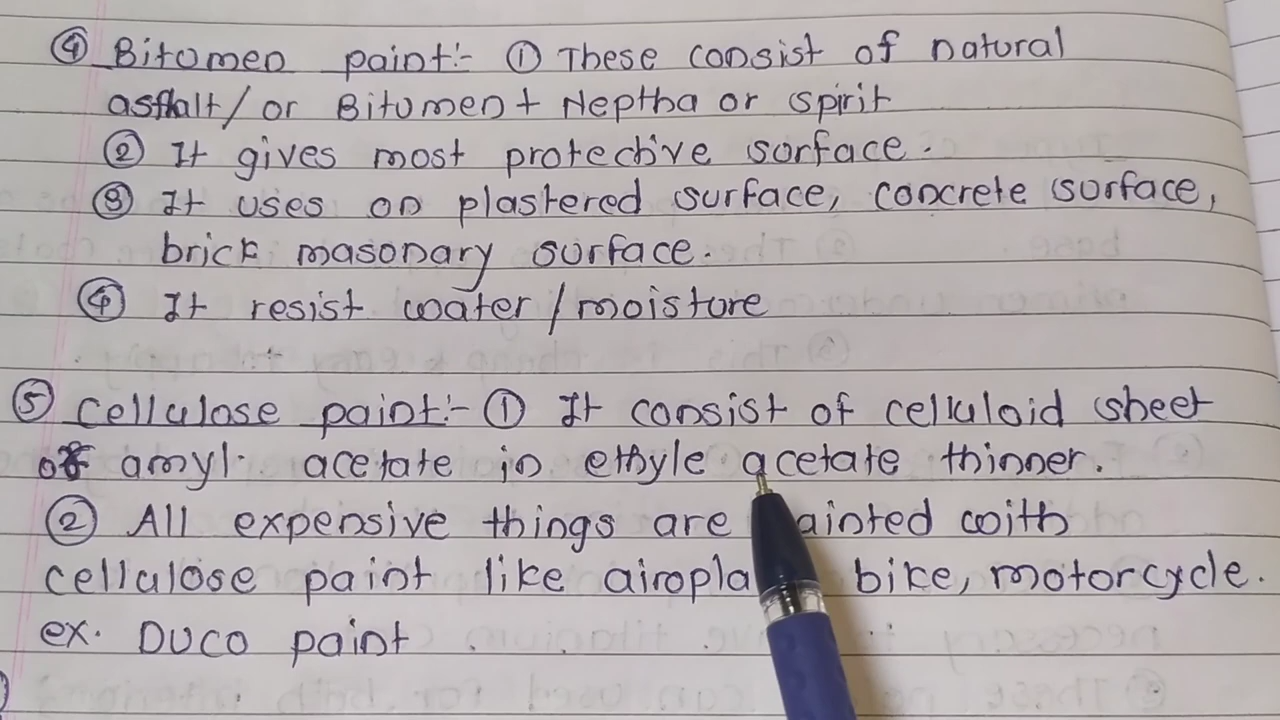 ④ Bitumen paint:- ① These consist of natural
asfhalt/or Bitumen + Neptha or spirit
② It gives most protective surface.
③ It uses on plastered surface, concrete surface,
brick masonary surface.
④ It resist water/moisture
⑤ Cellulose paint:- ① It consist of celluloid sheet
of amyl. acetate in ethyle acetate thinner.
② All expensive things are painted with
cellulose paint like airopla bike, motorcycle.
ex. DUCO paint